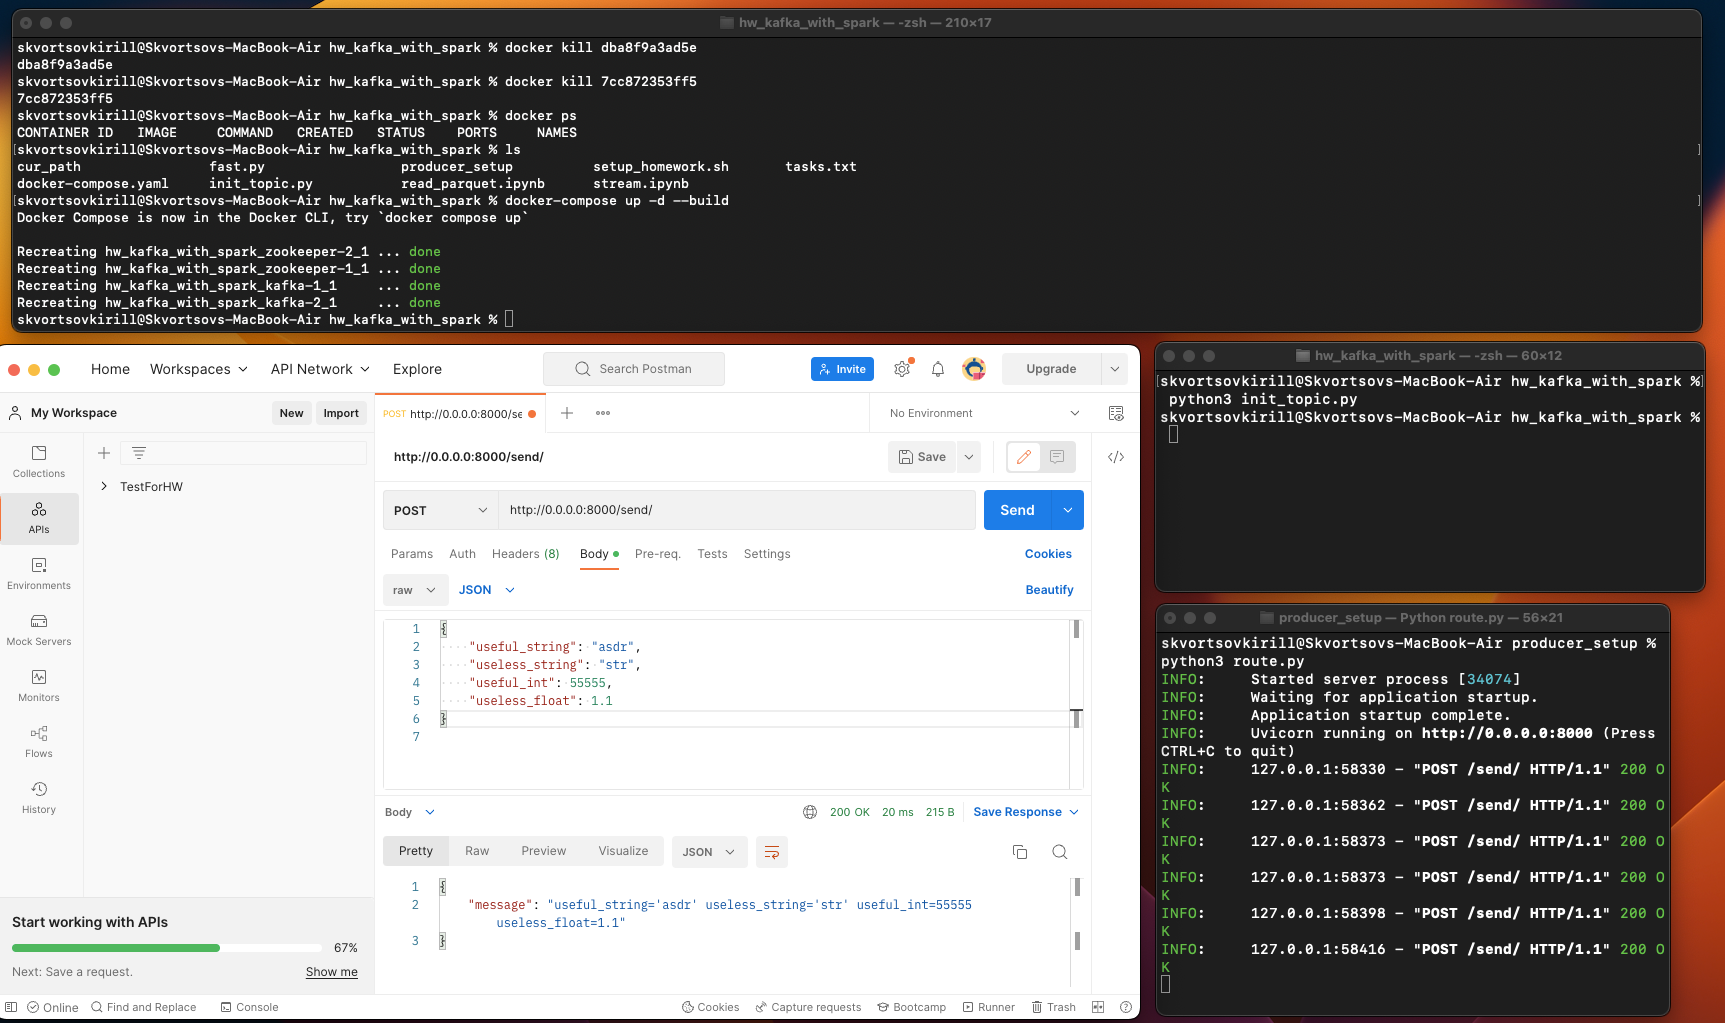 hw_kafka_with_spark — -zsh — 210×17
skvortsovkirill@Skvortsovs-MacBook-Air hw_kafka_with_spark % docker kill dba8f9a3ad5e
dba8f9a3ad5e
skvortsovkirill@Skvortsovs-MacBook-Air hw_kafka_with_spark % docker kill 7cc872353ff5
7cc872353ff5
skvortsovkirill@Skvortsovs-MacBook-Air hw_kafka_with_spark % docker ps
CONTAINER ID   IMAGE     COMMAND   CREATED   STATUS    PORTS     NAMES
[skvortsovkirill@Skvortsovs-MacBook-Air hw_kafka_with_spark % ls ]
cur_path fast.py producer_setup setup_homework.sh tasks.txt
docker-compose.yaml init_topic.py read_parquet.ipynb stream.ipynb
[skvortsovkirill@Skvortsovs-MacBook-Air hw_kafka_with_spark % docker-compose up -d --build ]
Docker Compose is now in the Docker CLI, try `docker compose up`
Recreating hw_kafka_with_spark_zookeeper-2_1 ... done
Recreating hw_kafka_with_spark_zookeeper-1_1 ... done
Recreating hw_kafka_with_spark_kafka-1_1     ... done
Recreating hw_kafka_with_spark_kafka-2_1     ... done
skvortsovkirill@Skvortsovs-MacBook-Air hw_kafka_with_spark %
Home Workspaces API Network Explore Search Postman Invite Upgrade
My Workspace New Import
POST http://0.0.0.0:8000/se No Environment
Collections
APIs
Environments
Mock Servers
Monitors
Flows
History
TestForHW
http://0.0.0.0:8000/send/ Save
POST http://0.0.0.0:8000/send/ Send
Params Auth Headers (8) Body Pre-req. Tests Settings Cookies
raw JSON Beautify
1 {
2 "useful_string": "asdr",
3 "useless_string": "str",
4 "useful_int": 55555,
5 "useless_float": 1.1
6 }
7
Body 200 OK 20 ms 215 B Save Response
Pretty Raw Preview Visualize JSON
1 {
2 "message": "useful_string='asdr' useless_string='str' useful_int=55555
useless_float=1.1"
3 }
Start working with APIs
67%
Next: Save a request. Show me
Online Find and Replace Console Cookies Capture requests Bootcamp Runner Trash
hw_kafka_with_spark — -zsh — 60×12
[skvortsovkirill@Skvortsovs-MacBook-Air hw_kafka_with_spark %]
python3 init_topic.py
skvortsovkirill@Skvortsovs-MacBook-Air hw_kafka_with_spark %
producer_setup — Python route.py — 56×21
skvortsovkirill@Skvortsovs-MacBook-Air producer_setup %
python3 route.py
INFO:     Started server process [34074]
INFO:     Waiting for application startup.
INFO:     Application startup complete.
INFO:     Uvicorn running on http://0.0.0.0:8000 (Press
CTRL+C to quit)
INFO:     127.0.0.1:58330 - "POST /send/ HTTP/1.1" 200 O
K
INFO:     127.0.0.1:58362 - "POST /send/ HTTP/1.1" 200 O
K
INFO:     127.0.0.1:58373 - "POST /send/ HTTP/1.1" 200 O
K
INFO:     127.0.0.1:58373 - "POST /send/ HTTP/1.1" 200 O
K
INFO:     127.0.0.1:58398 - "POST /send/ HTTP/1.1" 200 O
K
INFO:     127.0.0.1:58416 - "POST /send/ HTTP/1.1" 200 O
K